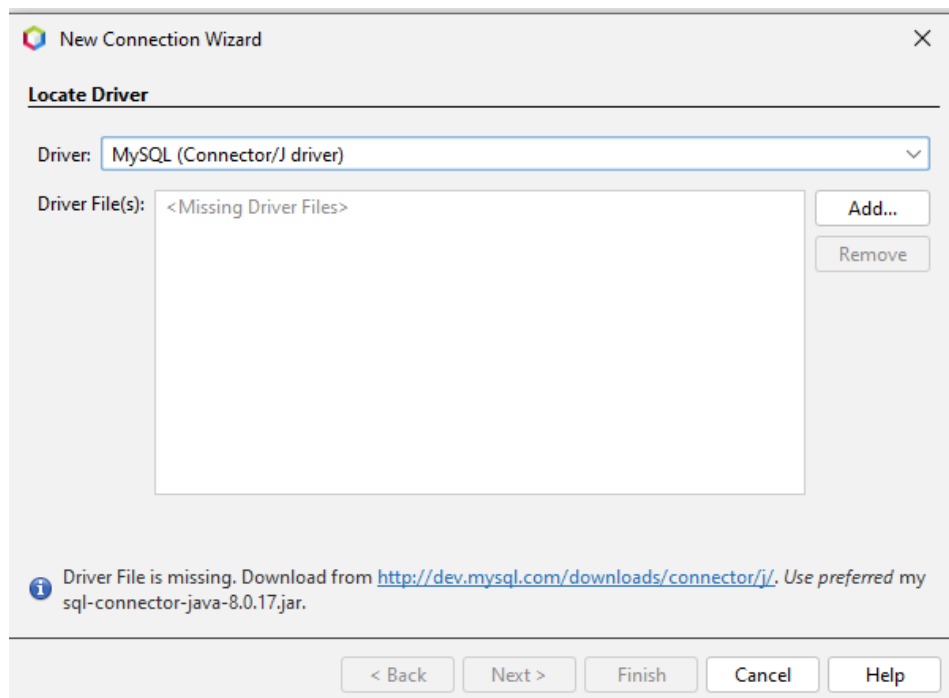 New Connection Wizard
Locate Driver
Driver: MySQL (Connector/J driver)
Driver File(s): <Missing Driver Files> Add...
Remove
Driver File is missing. Download from http://dev.mysql.com/downloads/connector/j/. Use preferred my
sql-connector-java-8.0.17.jar.
< Back Next > Finish Cancel Help